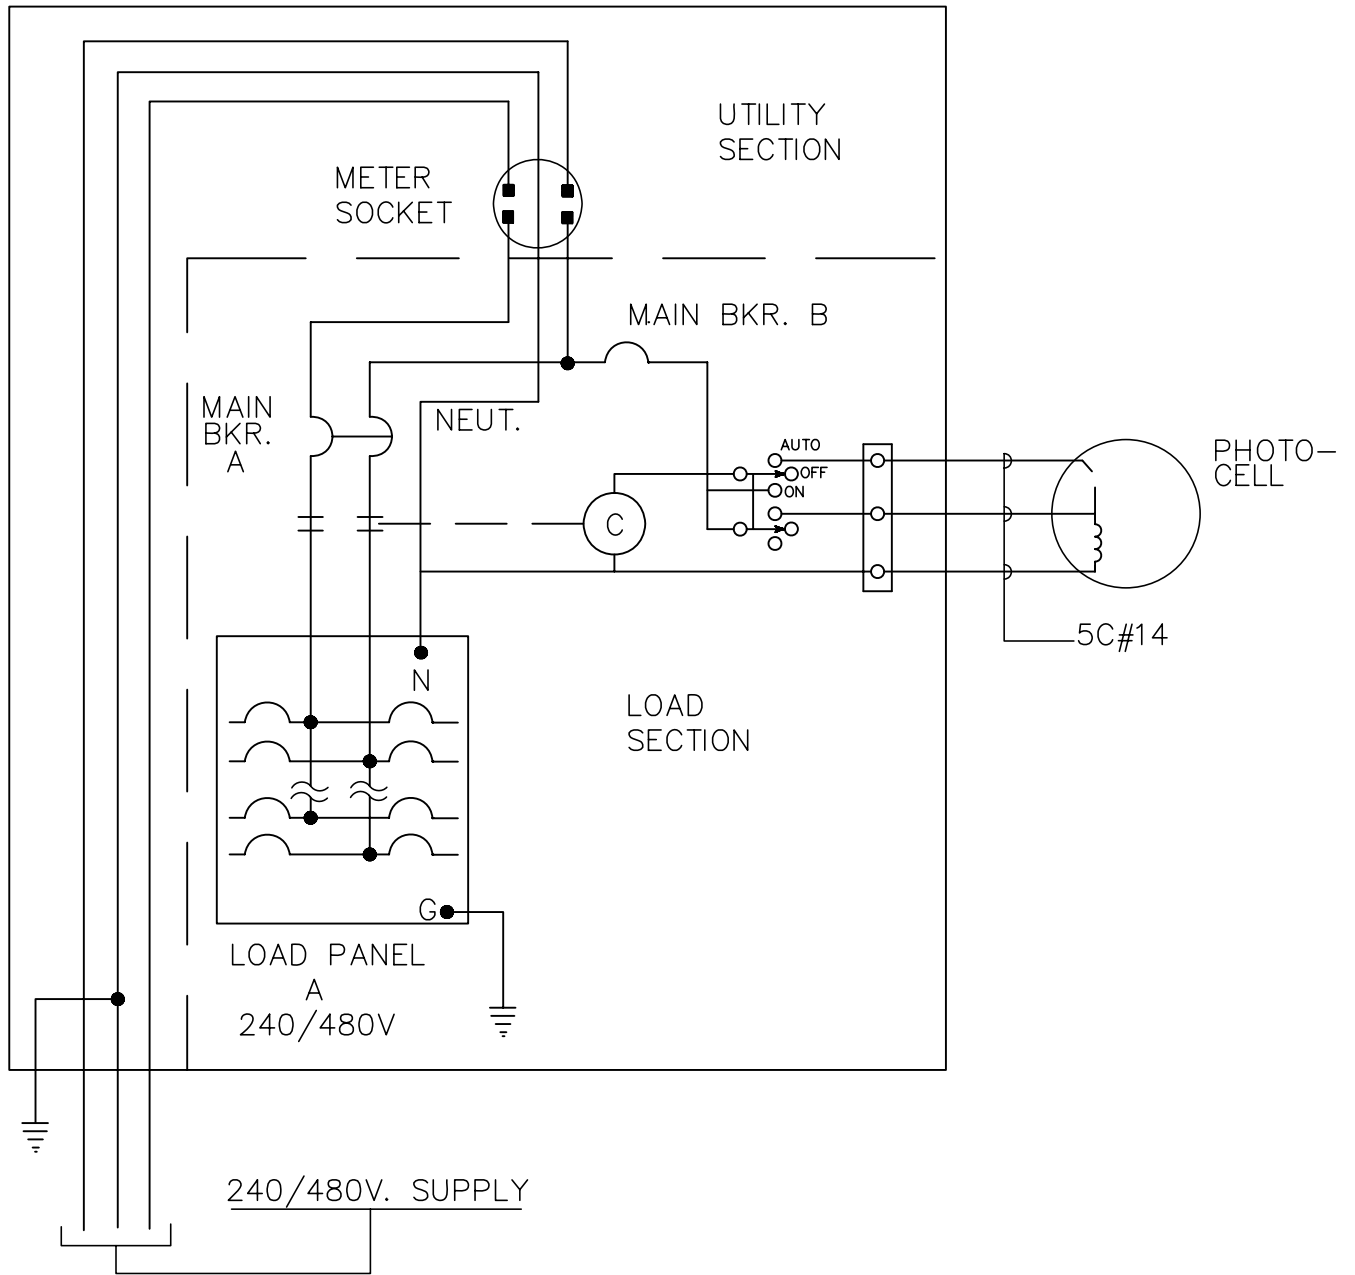 UTILITY
SECTION
METER
SOCKET
MAIN BKR. B
MAIN
BKR.
A
NEUT.
AUTO
OFF
ON
C
PHOTO-
CELL
5C#14
N
LOAD
SECTION
G
LOAD PANEL
A
240/480V
240/480V. SUPPLY